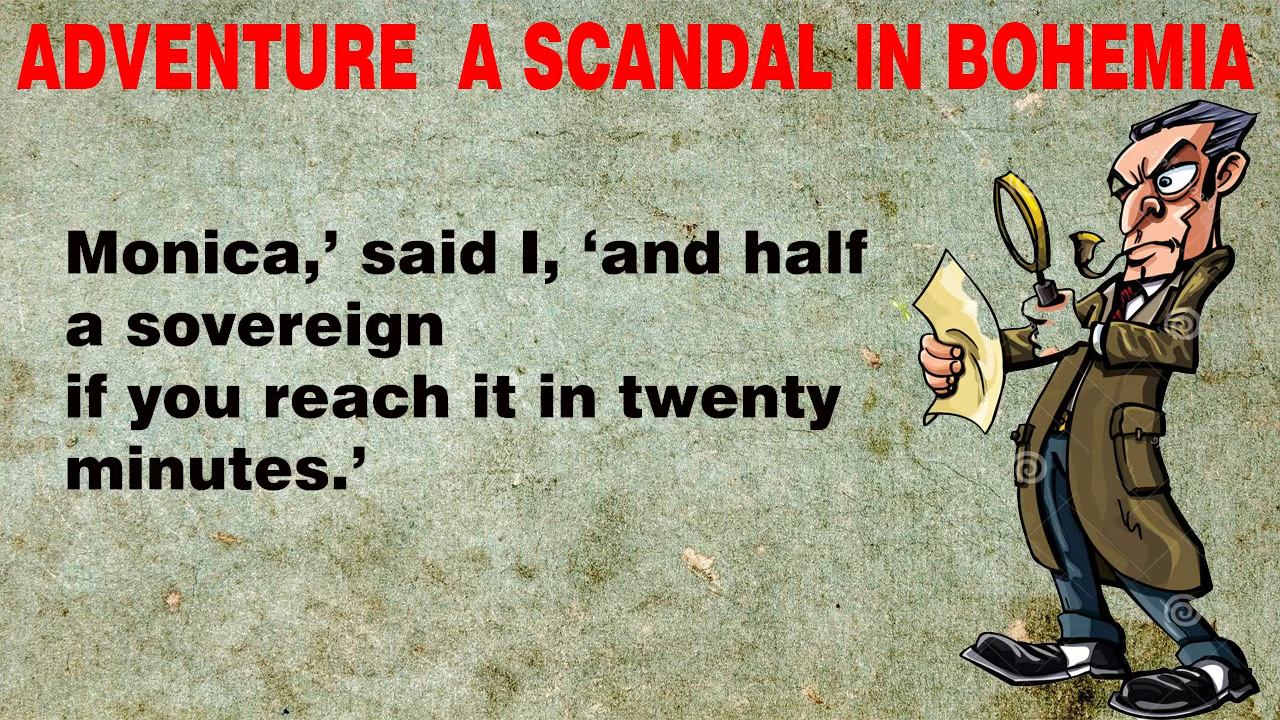 ADVENTURE  A SCANDAL IN BOHEMIA
Monica,’ said I, ‘and half
a sovereign
if you reach it in twenty
minutes.’